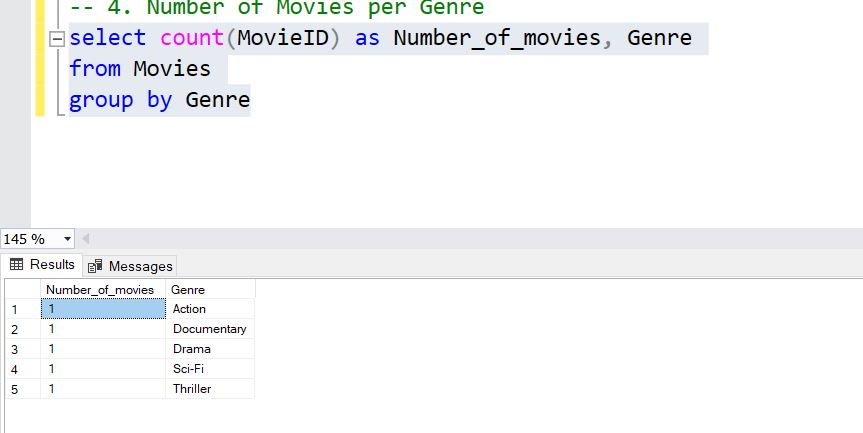 -- 4. Number of Movies per Genre
select count(MovieID) as Number_of_movies, Genre
from Movies
group by Genre
145 %
Results Messages
Number_of_movies Genre
1 1 Action
2 1 Documentary
3 1 Drama
4 1 Sci-Fi
5 1 Thriller